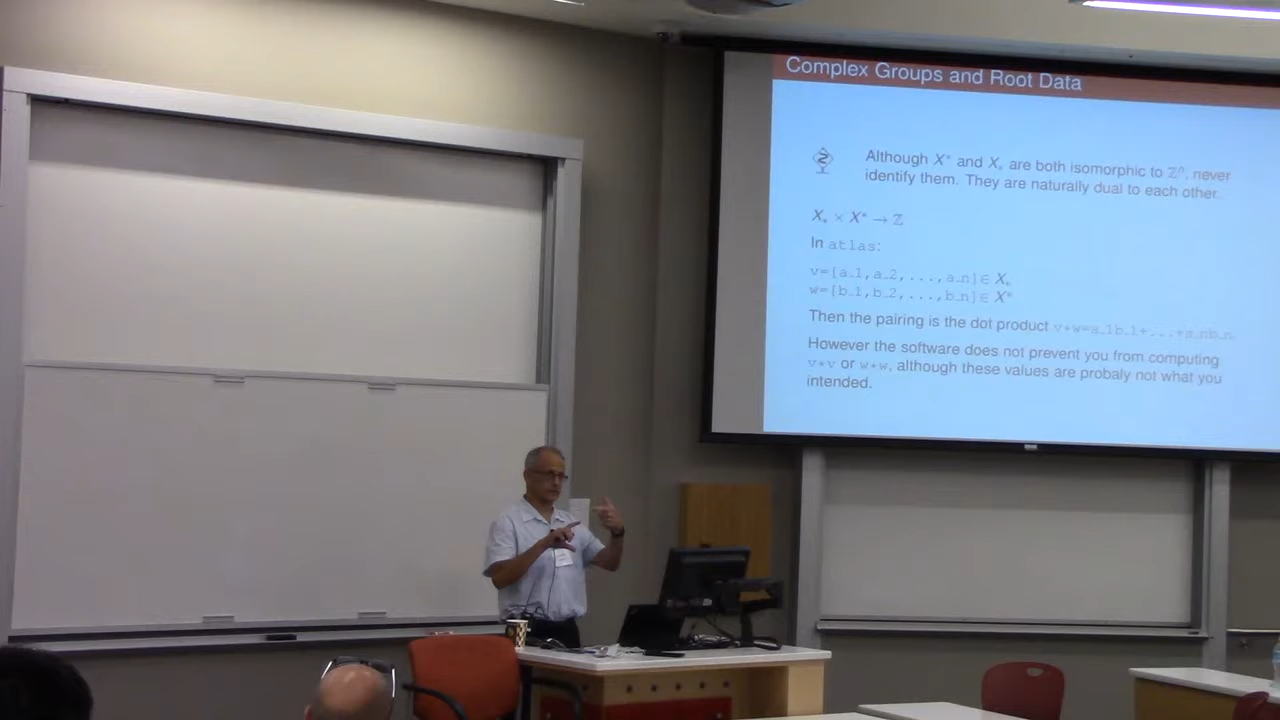 Complex Groups and Root Data
Although X* and X* are both isomorphic to ℤⁿ, never
identify them. They are naturally dual to each other.
X* × X* → ℤ
In atlas:
v=[a_1,a_2,...,a_n]∈ X*
w=[b_1,b_2,...,b_n]∈ X*
Then the pairing is the dot product v*w=a_1b_1+...+a_nb_n.
However the software does not prevent you from computing
v*v or w*w, although these values are probaly not what you
intended.